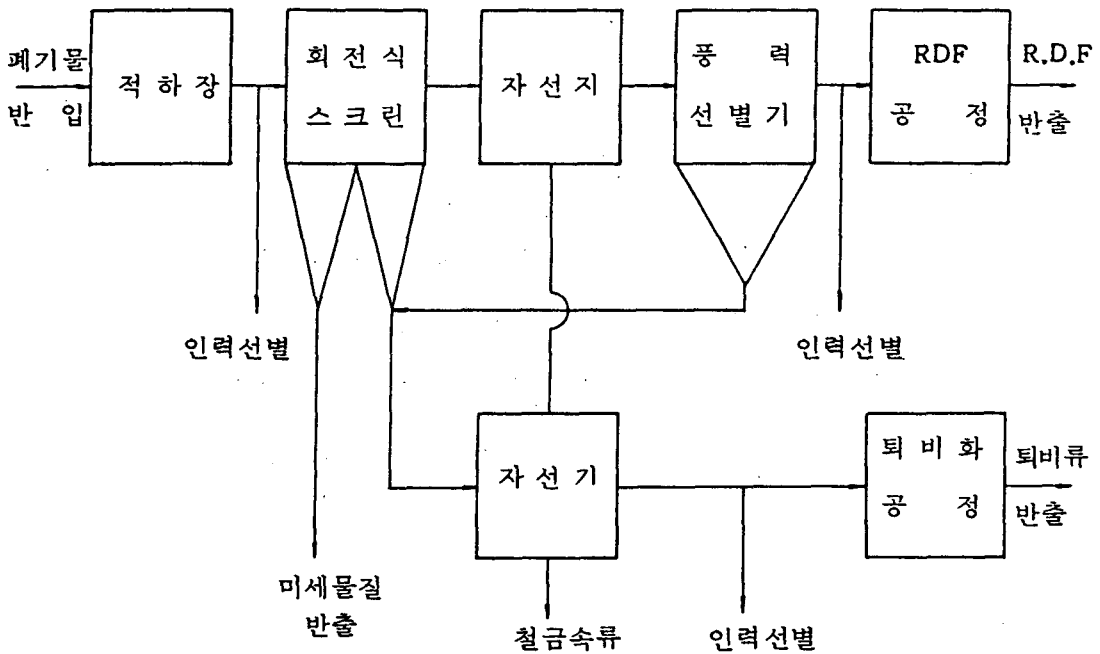 폐기물
반 입
적 하 장
회 전 식
스 크 린
자 선 지
풍 력
선 별 기
RDF
공 정
R.D.F
반출
인력선별
인력선별
자 선 기
퇴 비 화
공 정
퇴비류
반출
미세물질
반출
철금속류
인력선별